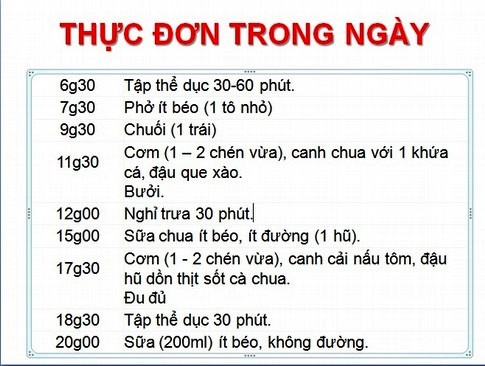 THỰC ĐƠN TRONG NGÀY
6g30 Tập thể dục 30-60 phút.
7g30 Phở ít béo (1 tô nhỏ)
9g30 Chuối (1 trái)
11g30 Cơm (1 – 2 chén vừa), canh chua với 1 khứa
cá, đậu que xào.
Bưởi.
12g00 Nghỉ trưa 30 phút.
15g00 Sữa chua ít béo, ít đường (1 hũ).
17g30 Cơm (1 - 2 chén vừa), canh cải nấu tôm, đậu
hũ dồn thịt sốt cà chua.
Đu đủ
18g30 Tập thể dục 30 phút.
20g00 Sữa (200ml) ít béo, không đường.